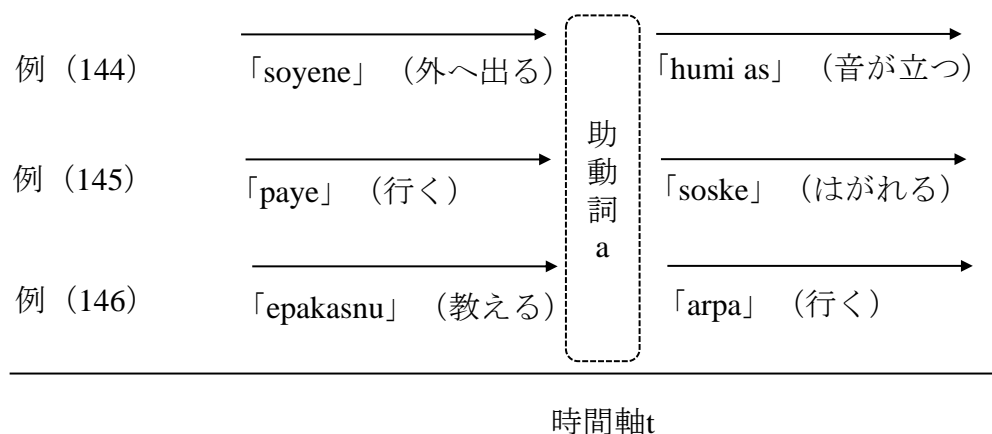 例（144） 「soyene」（外へ出る） 「humi as」（音が立つ）
例（145） 「paye」（行く） 「soske」（はがれる）
例（146） 「epakasnu」（教える） 「arpa」（行く）
助動詞a
時間軸t